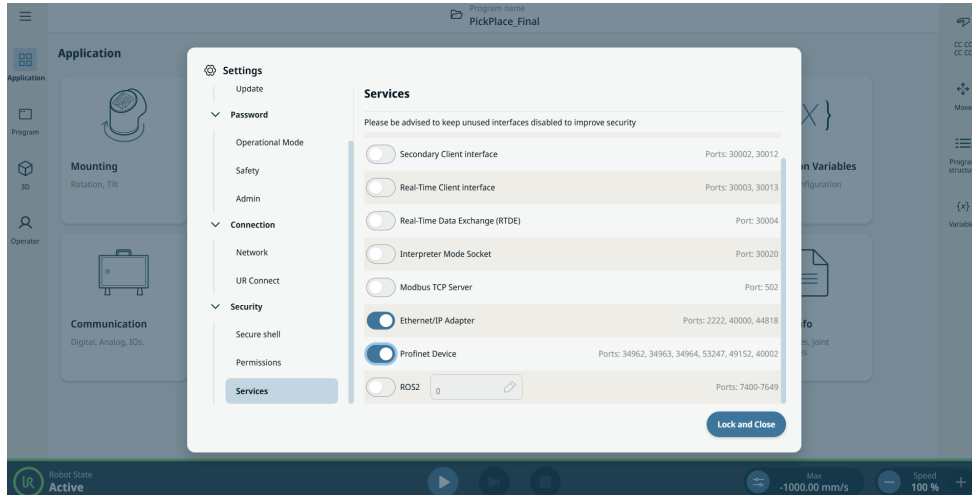 Program name
PickPlace_Final
Application
Application
Program
3D
Operator
Mounting
Rotation, Tilt
Communication
Digital, Analog, IOs.
Settings
Update
Password
Operational Mode
Safety
Admin
Connection
Network
UR Connect
Security
Secure shell
Permissions
Services
Services
Please be advised to keep unused interfaces disabled to improve security
Secondary Client interface Ports: 30002, 30012
Real-Time Client interface Ports: 30003, 30013
Real-Time Data Exchange (RTDE) Port: 30004
Interpreter Mode Socket Port: 30020
Modbus TCP Server Port: 502
Ethernet/IP Adapter Ports: 2222, 40000, 44818
Profinet Device Ports: 34962, 34963, 34964, 53247, 49152, 40002
ROS2 0 Ports: 7400-7649
Lock and Close
X }
Variables
Joint
CC CC
CC CC
Move
{x}
Robot State
Active
Max
-1000.00 mm/s
Speed
100 %